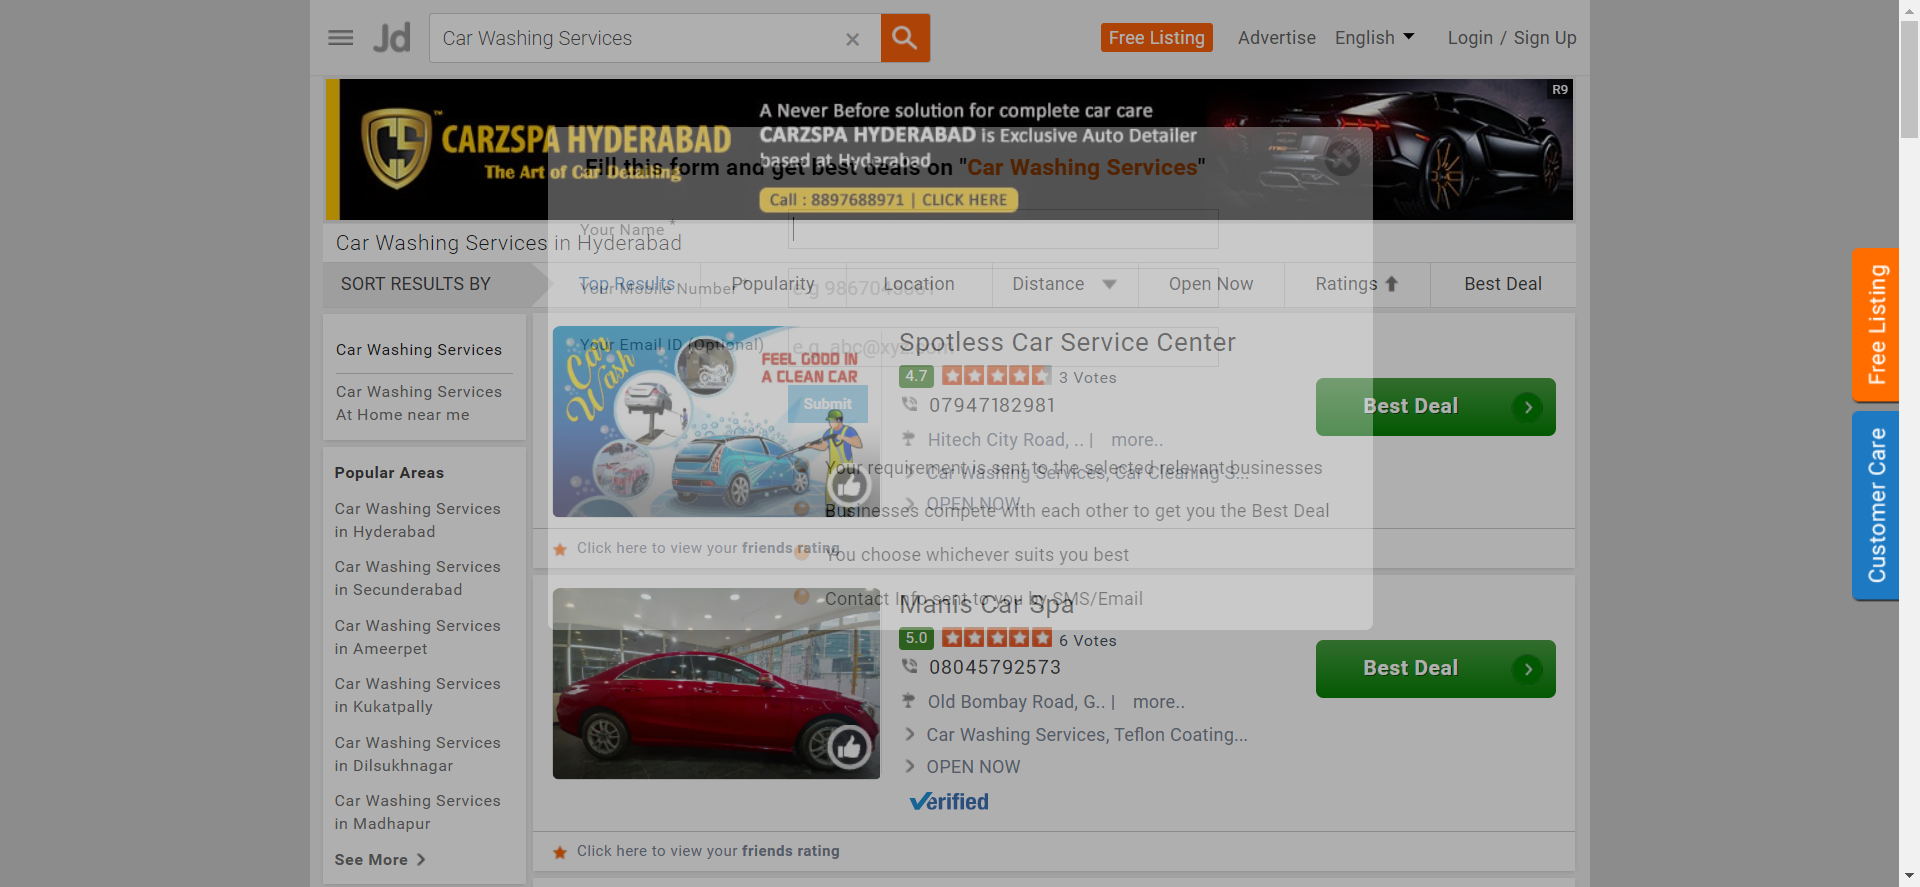 Jd
Car Washing Services
Free Listing
Advertise
English
Login / Sign Up
R9
CS
CARZSPA HYDERABAD
The Art of Car Detailing
A Never Before solution for complete car care
CARZSPA HYDERABAD is Exclusive Auto Detailer
based at Hyderabad
Call : 8897688971 | CLICK HERE
Fill this form and get best deals on "Car Washing Services"
Your Name *
Car Washing Services in Hyderabad
SORT RESULTS BY
Top Results
Popularity
Location
Distance
Open Now
Ratings
Best Deal
Your Mobile Number *
Your Email ID (Optional)
e.g. abc@xyz.com
Submit
Your requirement is sent to the selected relevant businesses
Businesses compete with each other to get you the Best Deal
You choose whichever suits you best
Contact Info sent to you by SMS/Email
Car Washing Services
Car Washing Services
At Home near me
Popular Areas
Car Washing Services
in Hyderabad
Car Washing Services
in Secunderabad
Car Washing Services
in Ameerpet
Car Washing Services
in Kukatpally
Car Washing Services
in Dilsukhnagar
Car Washing Services
in Madhapur
See More
Car
Wash
FEEL GOOD IN
A CLEAN CAR
Spotless Car Service Center
4.7
3 Votes
07947182981
Hitech City Road, .. | more..
Car Washing Services, Car Cleaning S...
OPEN NOW
Best Deal
Click here to view your friends rating
Manis Car Spa
5.0
6 Votes
08045792573
Old Bombay Road, G.. | more..
Car Washing Services, Teflon Coating...
OPEN NOW
Verified
Best Deal
Click here to view your friends rating
Free Listing
Customer Care